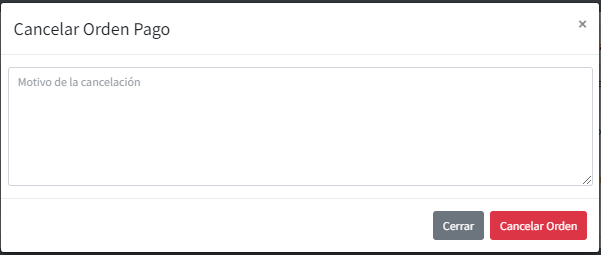 Cancelar Orden Pago
×
Motivo de la cancelación
Cerrar
Cancelar Orden